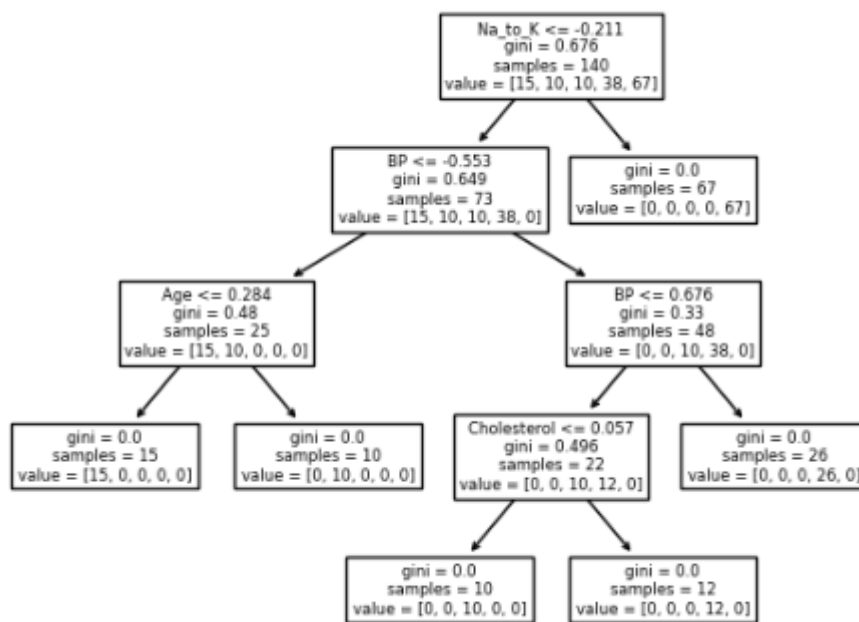 Na_to_K <= -0.211
gini = 0.676
samples = 140
value = [15, 10, 10, 38, 67]
BP <= -0.553
gini = 0.649
samples = 73
value = [15, 10, 10, 38, 0]
gini = 0.0
samples = 67
value = [0, 0, 0, 0, 67]
Age <= 0.284
gini = 0.48
samples = 25
value = [15, 10, 0, 0, 0]
BP <= 0.676
gini = 0.33
samples = 48
value = [0, 0, 10, 38, 0]
gini = 0.0
samples = 15
value = [15, 0, 0, 0, 0]
gini = 0.0
samples = 10
value = [0, 10, 0, 0, 0]
Cholesterol <= 0.057
gini = 0.496
samples = 22
value = [0, 0, 10, 12, 0]
gini = 0.0
samples = 26
value = [0, 0, 0, 26, 0]
gini = 0.0
samples = 10
value = [0, 0, 10, 0, 0]
gini = 0.0
samples = 12
value = [0, 0, 0, 12, 0]